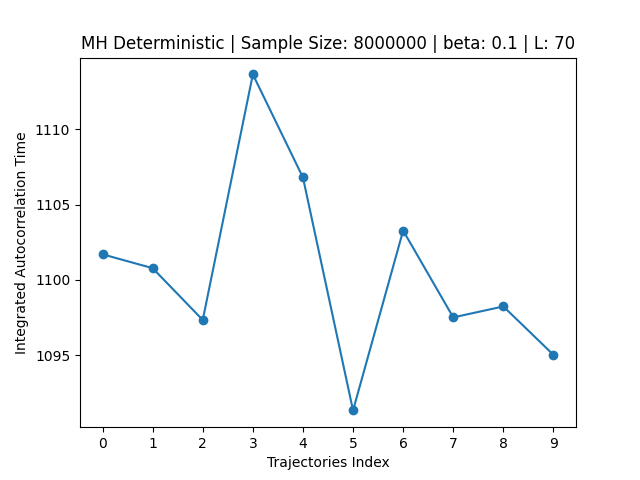 MH Deterministic | Sample Size: 8000000 | beta: 0.1 | L: 70
Integrated Autocorrelation Time
1110
1105
1100
1095
0 1 2 3 4 5 6 7 8 9
Trajectories Index